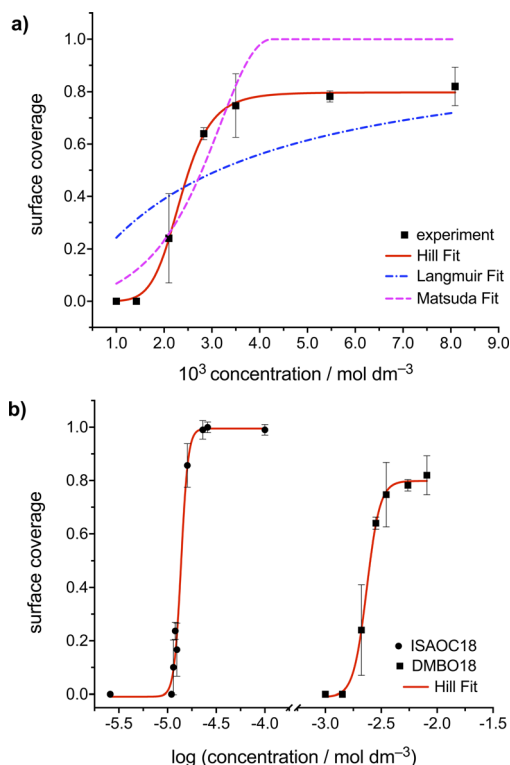 a)
1.0
0.8
0.6
0.4
0.2
0.0
surface coverage
experiment
Hill Fit
Langmuir Fit
Matsuda Fit
1.0 2.0 3.0 4.0 5.0 6.0 7.0 8.0 9.0
10³ concentration / mol dm⁻³
b)
1.0
0.8
0.6
0.4
0.2
0.0
surface coverage
ISAOC18
DMBO18
Hill Fit
-5.5 -5.0 -4.5 -4.0 -3.0 -2.5 -2.0 -1.5
log (concentration / mol dm⁻³)